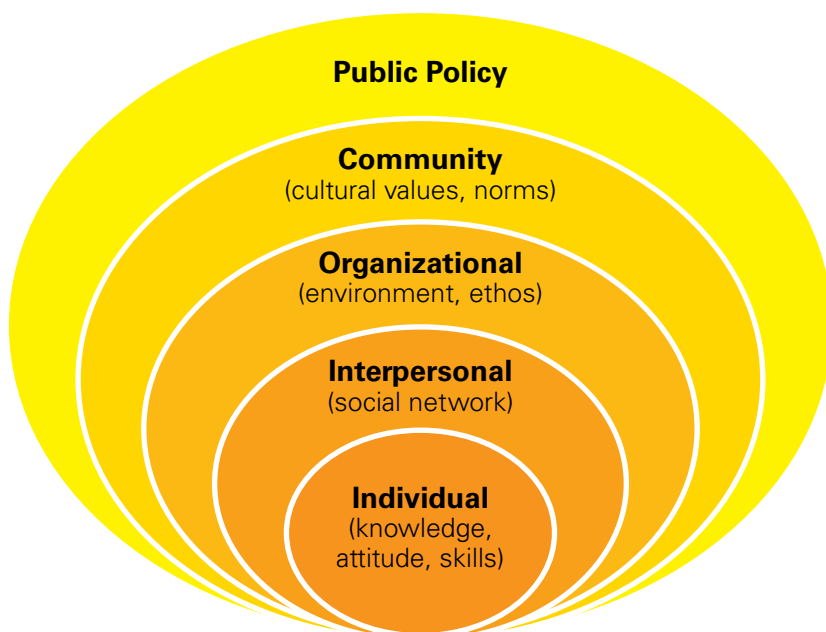 Public Policy
Community
(cultural values, norms)
Organizational
(environment, ethos)
Interpersonal
(social network)
Individual
(knowledge,
attitude, skills)